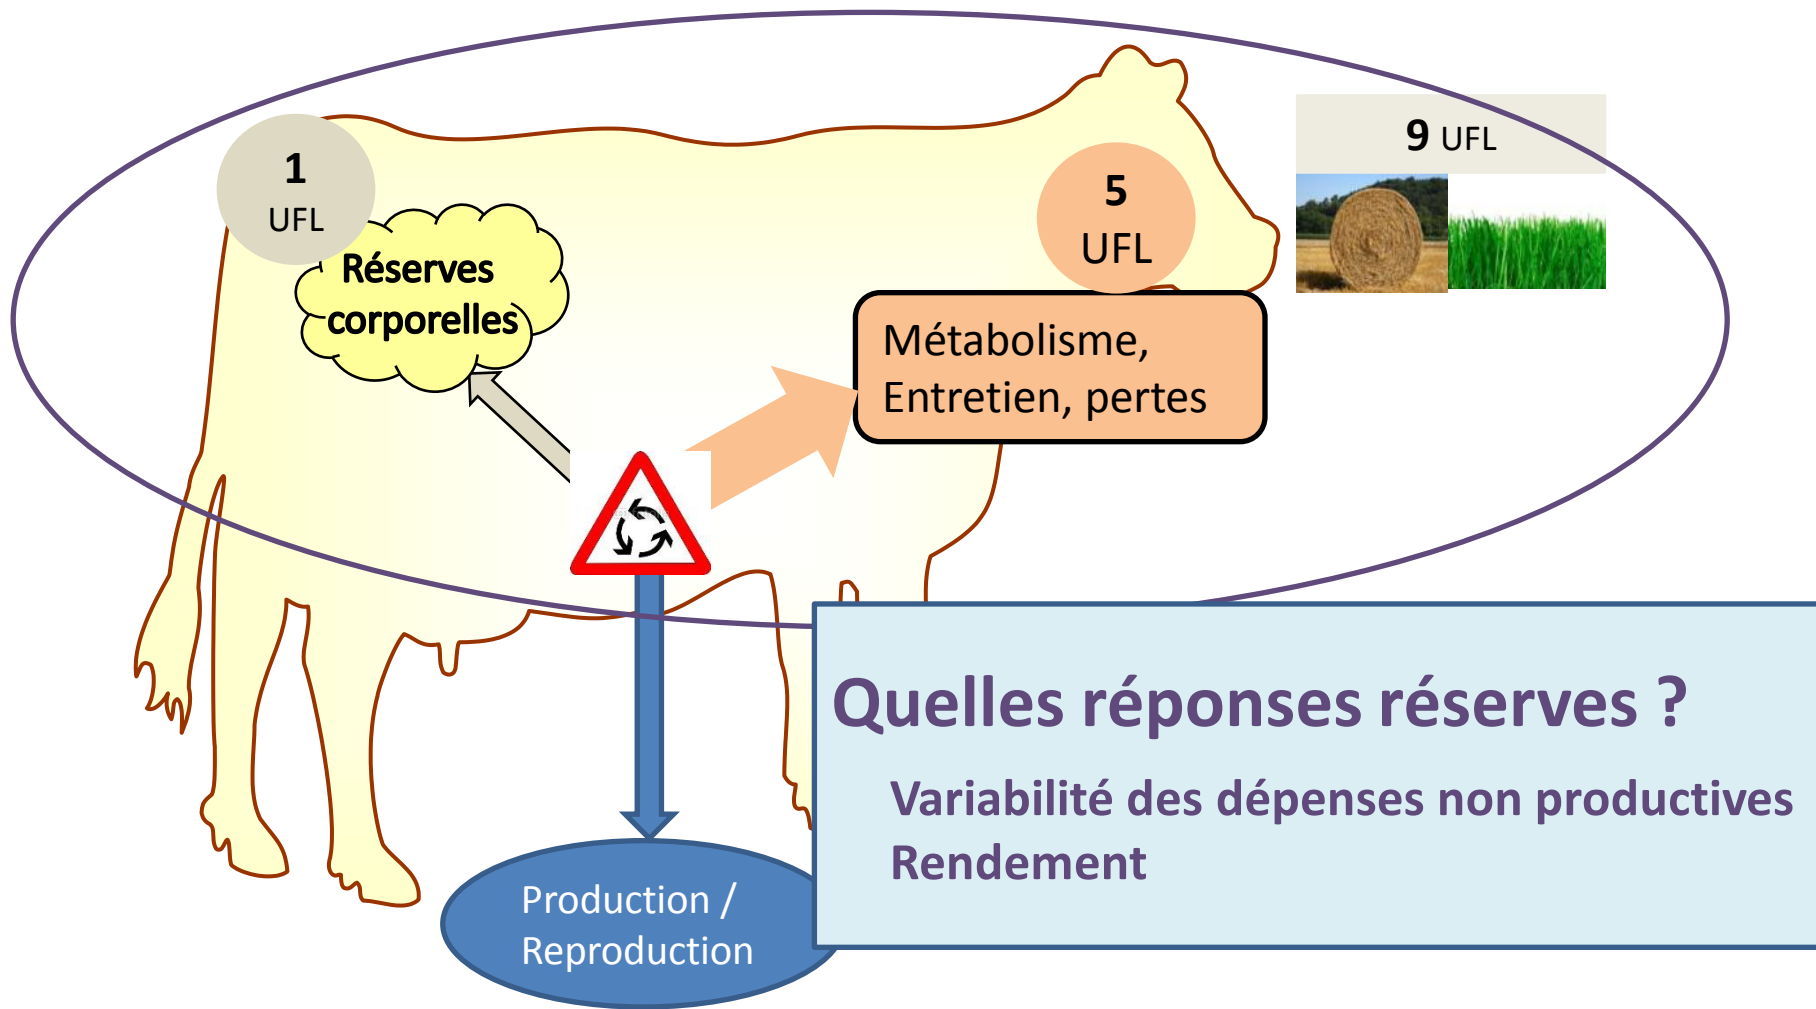 1
UFL
Réserves
corporelles
5
UFL
9 UFL
Métabolisme,
Entretien, pertes
Quelles réponses réserves ?
Variabilité des dépenses non productives
Rendement
Production /
Reproduction